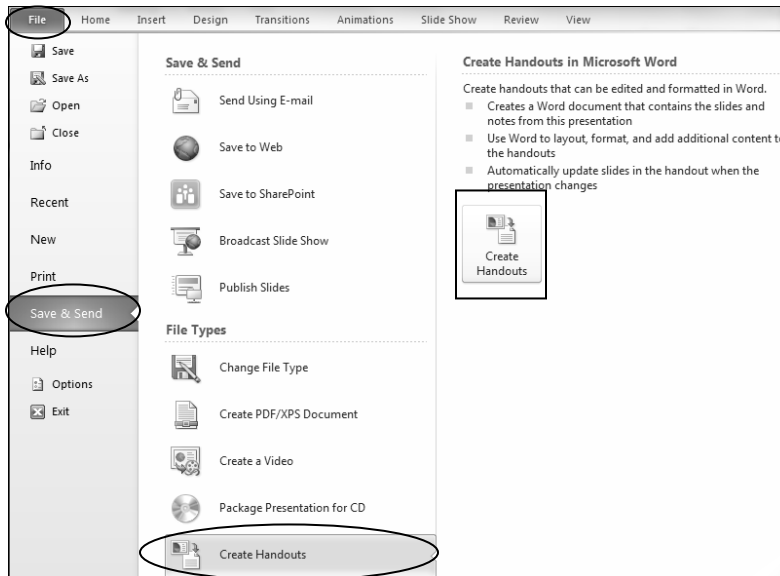 File Home Insert Design Transitions Animations Slide Show Review View
Save
Save As
Open
Close
Info
Recent
New
Print
Save & Send
Help
Options
Exit
Save & Send
Send Using E-mail
Save to Web
Save to SharePoint
Broadcast Slide Show
Publish Slides
File Types
Change File Type
Create PDF/XPS Document
Create a Video
Package Presentation for CD
Create Handouts
Create Handouts in Microsoft Word
Create handouts that can be edited and formatted in Word.
Creates a Word document that contains the slides and
notes from this presentation
Use Word to layout, format, and add additional content to
the handouts
Automatically update slides in the handout when the
presentation changes
Create
Handouts